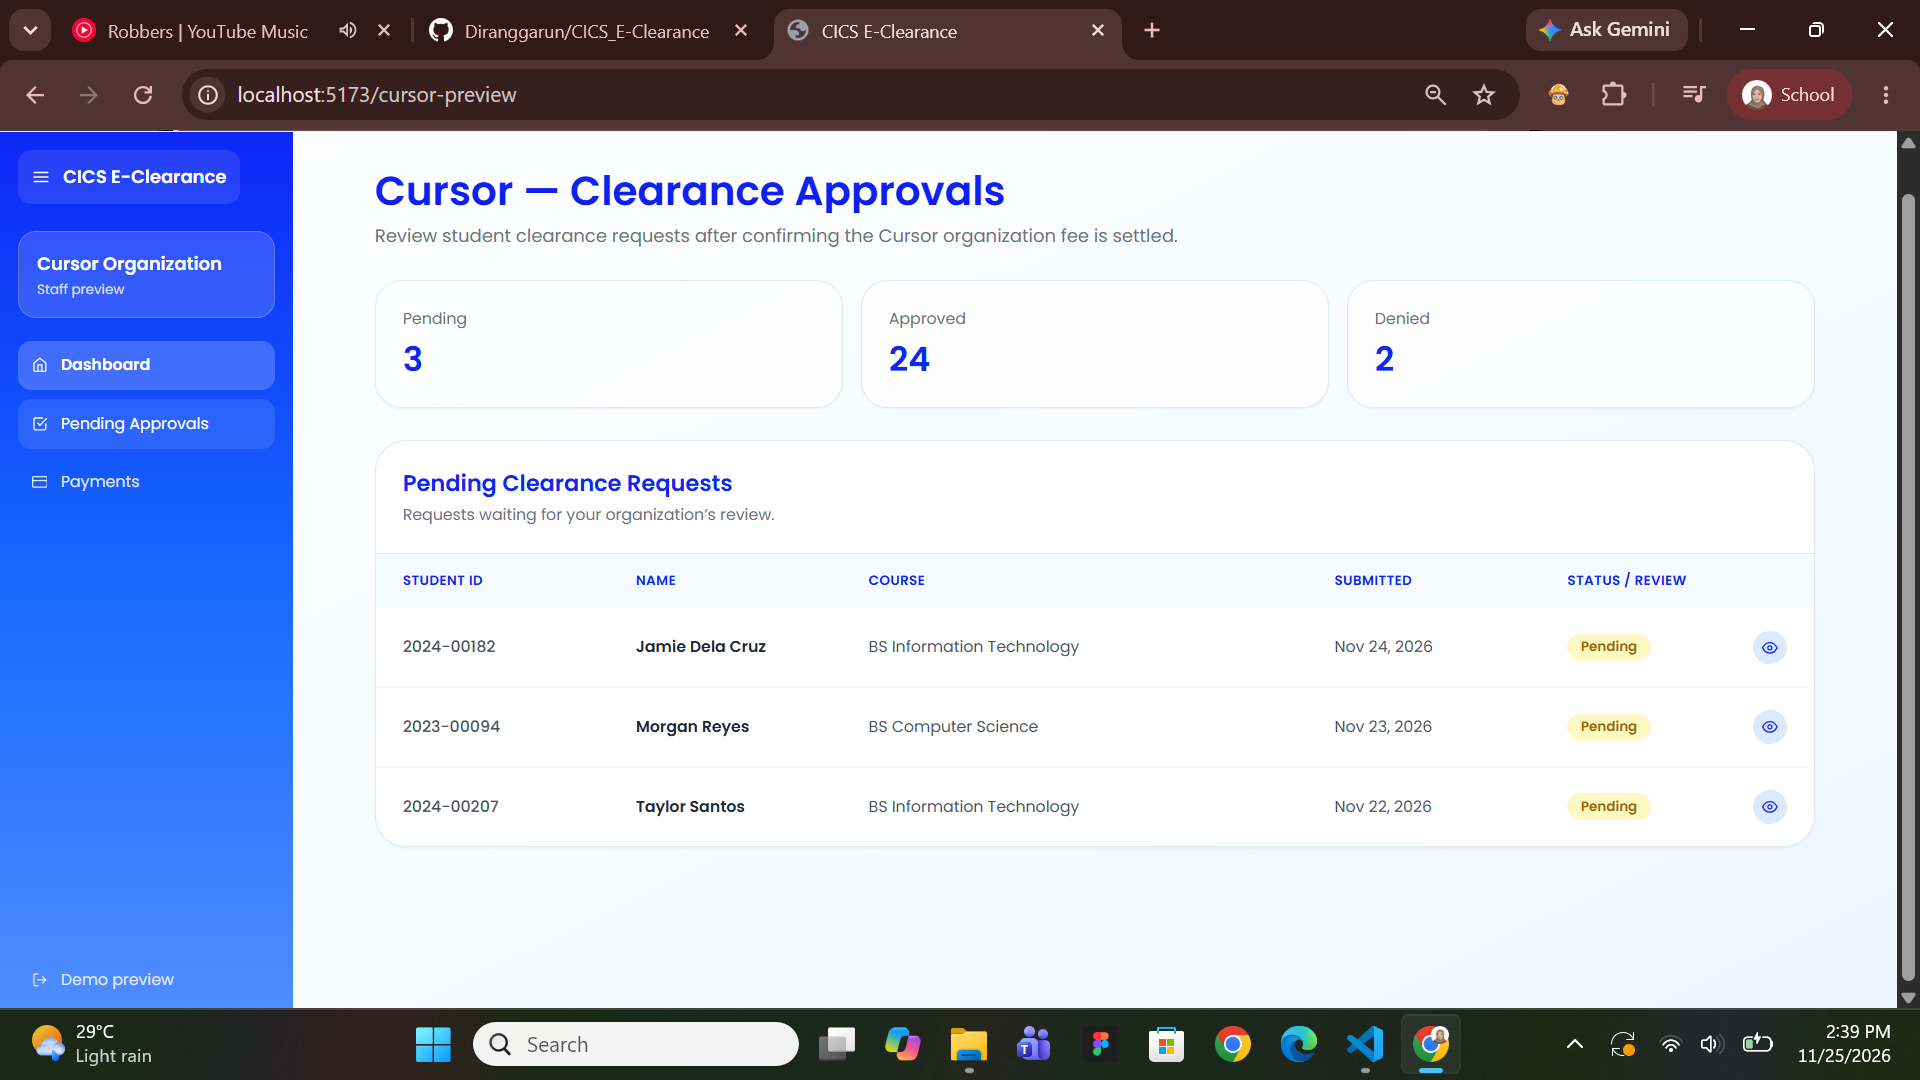 Robbers | YouTube Music
Diranggarun/CICS_E-Clearance
CICS E-Clearance
Ask Gemini
localhost:5173/cursor-preview
School
CICS E-Clearance
Cursor Organization
Staff preview
Dashboard
Pending Approvals
Payments
Demo preview
Cursor — Clearance Approvals
Review student clearance requests after confirming the Cursor organization fee is settled.
Pending
3
Approved
24
Denied
2
Pending Clearance Requests
Requests waiting for your organization’s review.
STUDENT ID NAME COURSE SUBMITTED STATUS / REVIEW
2024-00182 Jamie Dela Cruz BS Information Technology Nov 24, 2026 Pending
2023-00094 Morgan Reyes BS Computer Science Nov 23, 2026 Pending
2024-00207 Taylor Santos BS Information Technology Nov 22, 2026 Pending
29°C
Light rain
Search
2:39 PM
11/25/2026